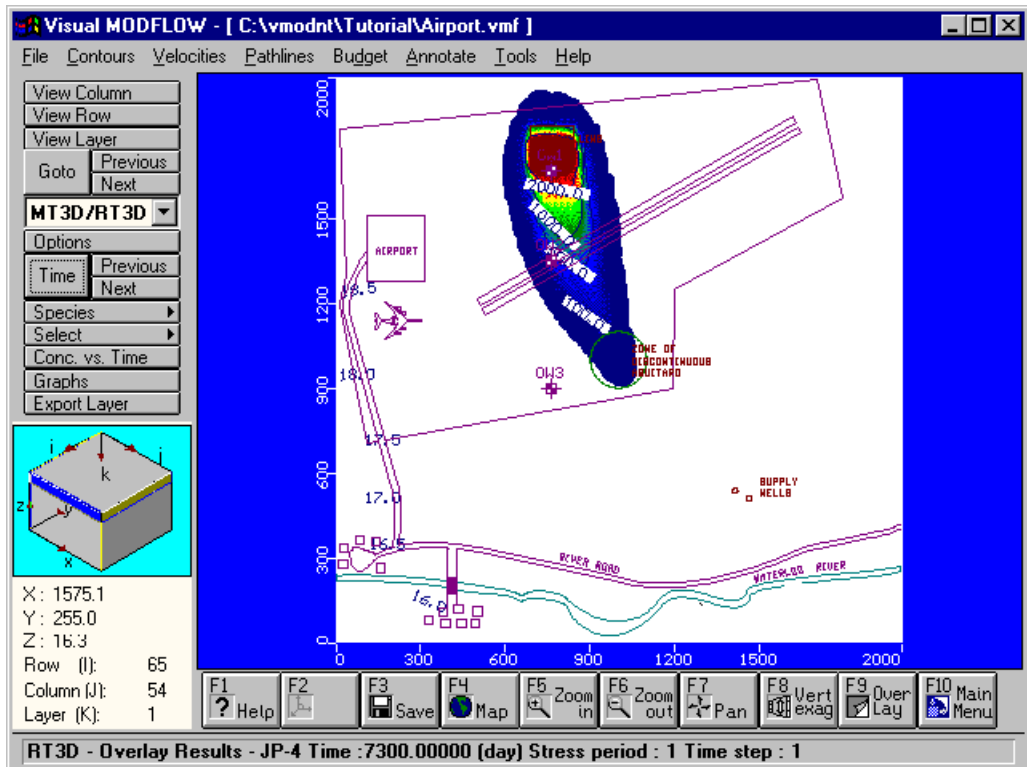 Visual MODFLOW - [ C:\vmodnt\Tutorial\Airport.vmf ]
File Contours Velocities Pathlines Budget Annotate Tools Help
View Column
View Row
View Layer
Goto
Previous
Next
MT3D/RT3D
Options
Time
Previous
Next
Species
Select
Conc. vs. Time
Graphs
Export Layer
i
j
k
z
y
x
X : 1575.1
Y : 255.0
Z : 16.3
Row (I): 65
Column (J): 54
Layer (K): 1
2000
1500
1200
900
600
300
0
0 300 600 900 1200 1500 2000
AIRPORT
2000.0
18.0
17.5
17.0
16.5
16.0
OW3
ZONE OF
DISCONTINUOUS
AQUITARD
SUPPLY
WELLS
RIVER ROAD
WATERLOO RIVER
F1 Help
F2
F3 Save
F4 Map
F5 Zoom in
F6 Zoom out
F7 Pan
F8 Vert exag
F9 Over Lay
F10 Main Menu
RT3D - Overlay Results - JP-4 Time :7300.00000 (day) Stress period : 1 Time step : 1